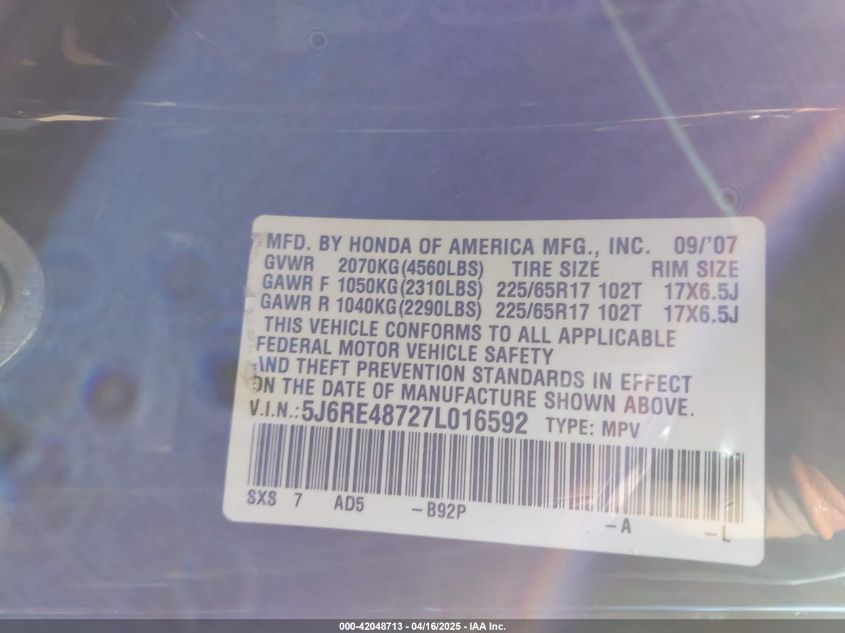 MFD. BY HONDA OF AMERICA MFG., INC. 09/'07
GVWR 2070KG(4560LBS) TIRE SIZE RIM SIZE
GAWR F 1050KG(2310LBS) 225/65R17 102T 17X6.5J
GAWR R 1040KG(2290LBS) 225/65R17 102T 17X6.5J
THIS VEHICLE CONFORMS TO ALL APPLICABLE
FEDERAL MOTOR VEHICLE SAFETY
AND THEFT PREVENTION STANDARDS IN EFFECT
ON THE DATE OF MANUFACTURE SHOWN ABOVE.
V.I.N.: 5J6RE48727L016592 TYPE: MPV
SXS 7 AD5 -B92P -A -L
000-42048713 - 04/16/2025 - IAA Inc.